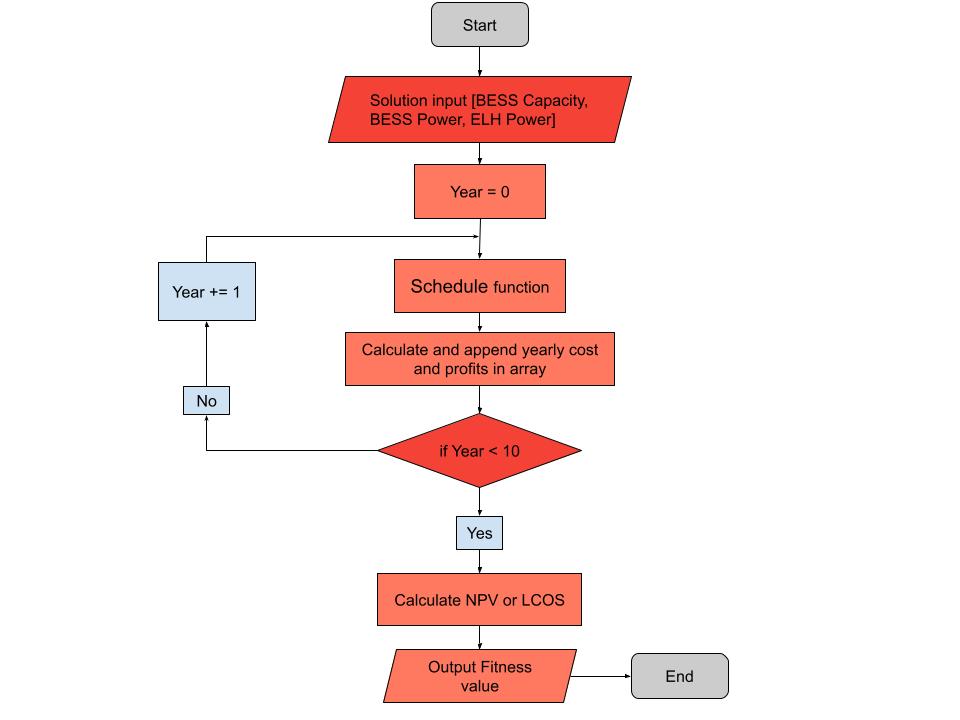 Start
Solution input [BESS Capacity,
BESS Power, ELH Power]
Year = 0
Schedule function
Year += 1
Calculate and append yearly cost
and profits in array
No
if Year < 10
Yes
Calculate NPV or LCOS
Output Fitness
value
End